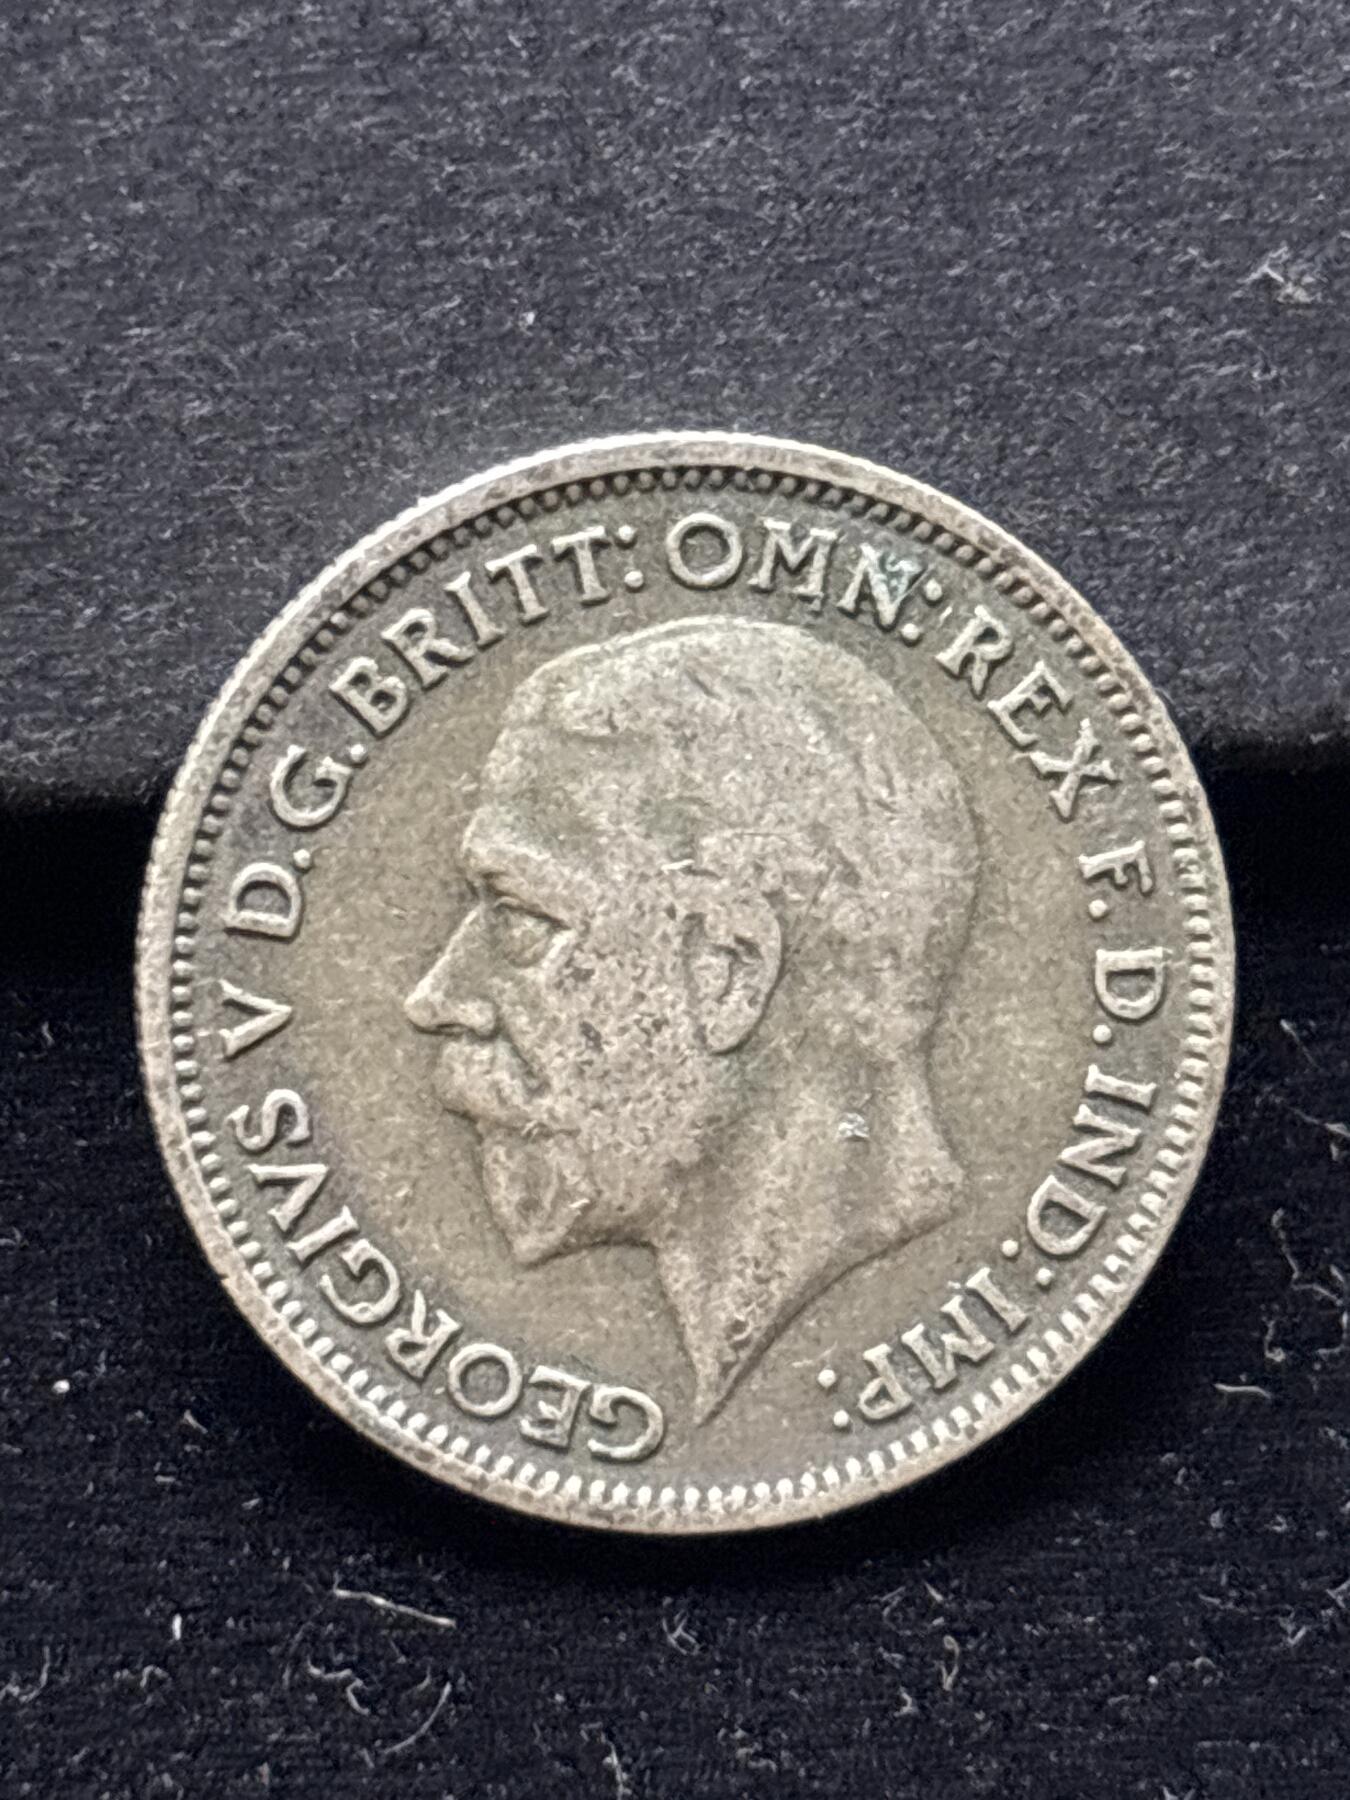 GEORGIVS V D.G.BRITT: OMN: REX F.D.IND:IMP: